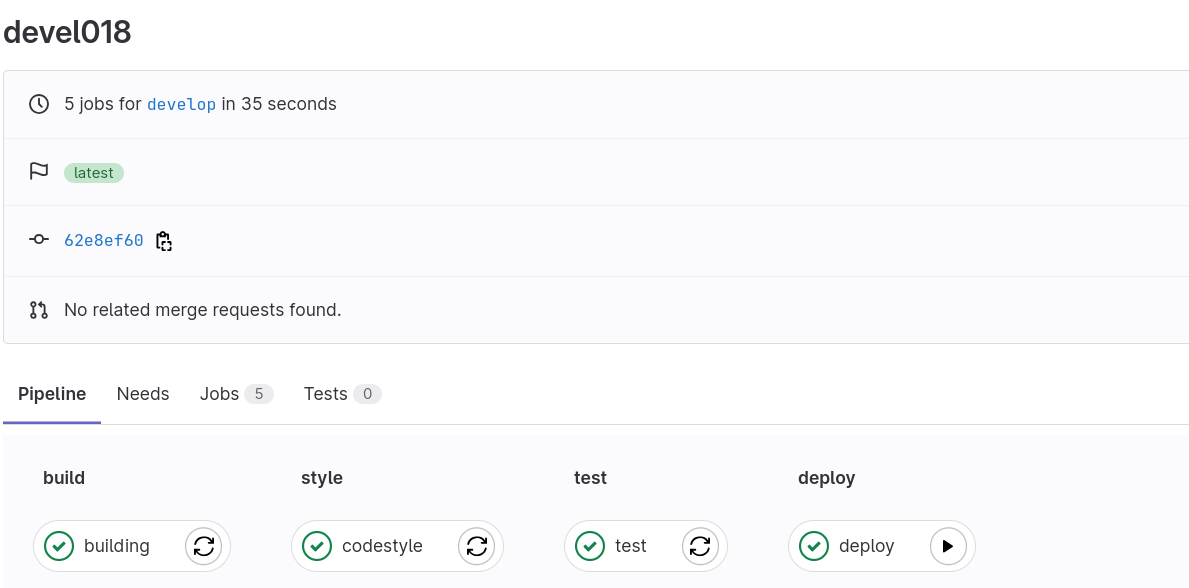 devel018
5 jobs for develop in 35 seconds
latest
62e8ef60
No related merge requests found.
Pipeline Needs Jobs 5 Tests 0
build style test deploy
building codestyle test deploy